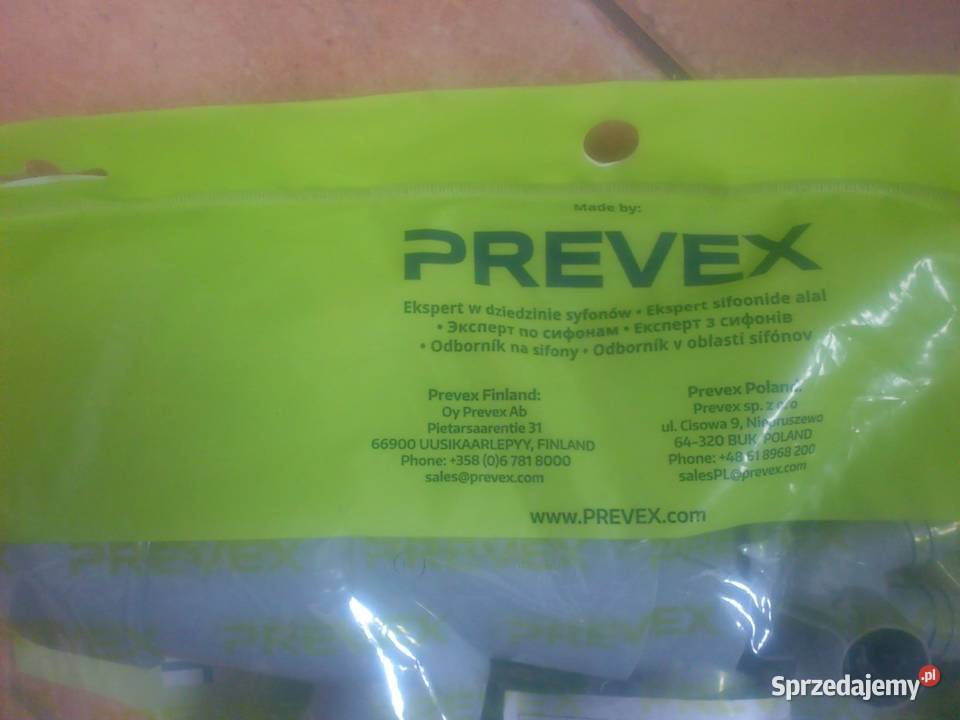 Made by:
PREVEX
Ekspert w dziedzinie syfonów • Ekspert sifoonide alal
• Эксперт по сифонам • Експерт з сифонів
• Odborník na sifony • Odborník v oblasti sifónov
Prevex Finland:
Oy Prevex Ab
Pietarsaarentie 31
66900 UUSIKAARLEPYY, FINLAND
Phone: +358 (0)6 781 8000
sales@prevex.com
Prevex Poland:
Prevex sp. z o.o
ul. Cisowa 9, Niepruszewo
64-320 BUK, POLAND
Phone: +48 61 8968 200
salesPL@prevex.com
www.PREVEX.com
PREVEX PREVEX
PREVEX PREVEX
Sprzedajemy.pl